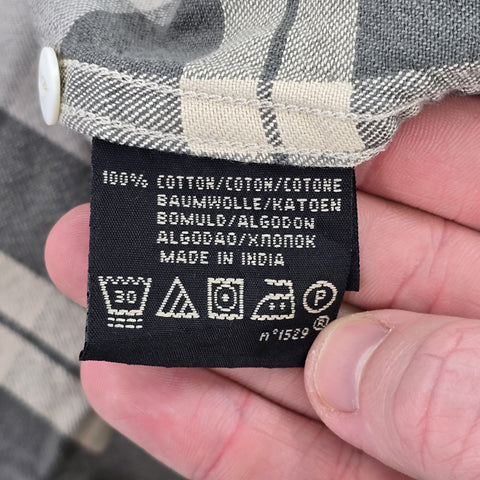 100% COTTON/COTON/COTONE
BAUMWOLLE/KATOEN
BOMULD/ALGODON
ALGODAO/ХЛОПОК
MADE IN INDIA
30 P
N°1529 ®